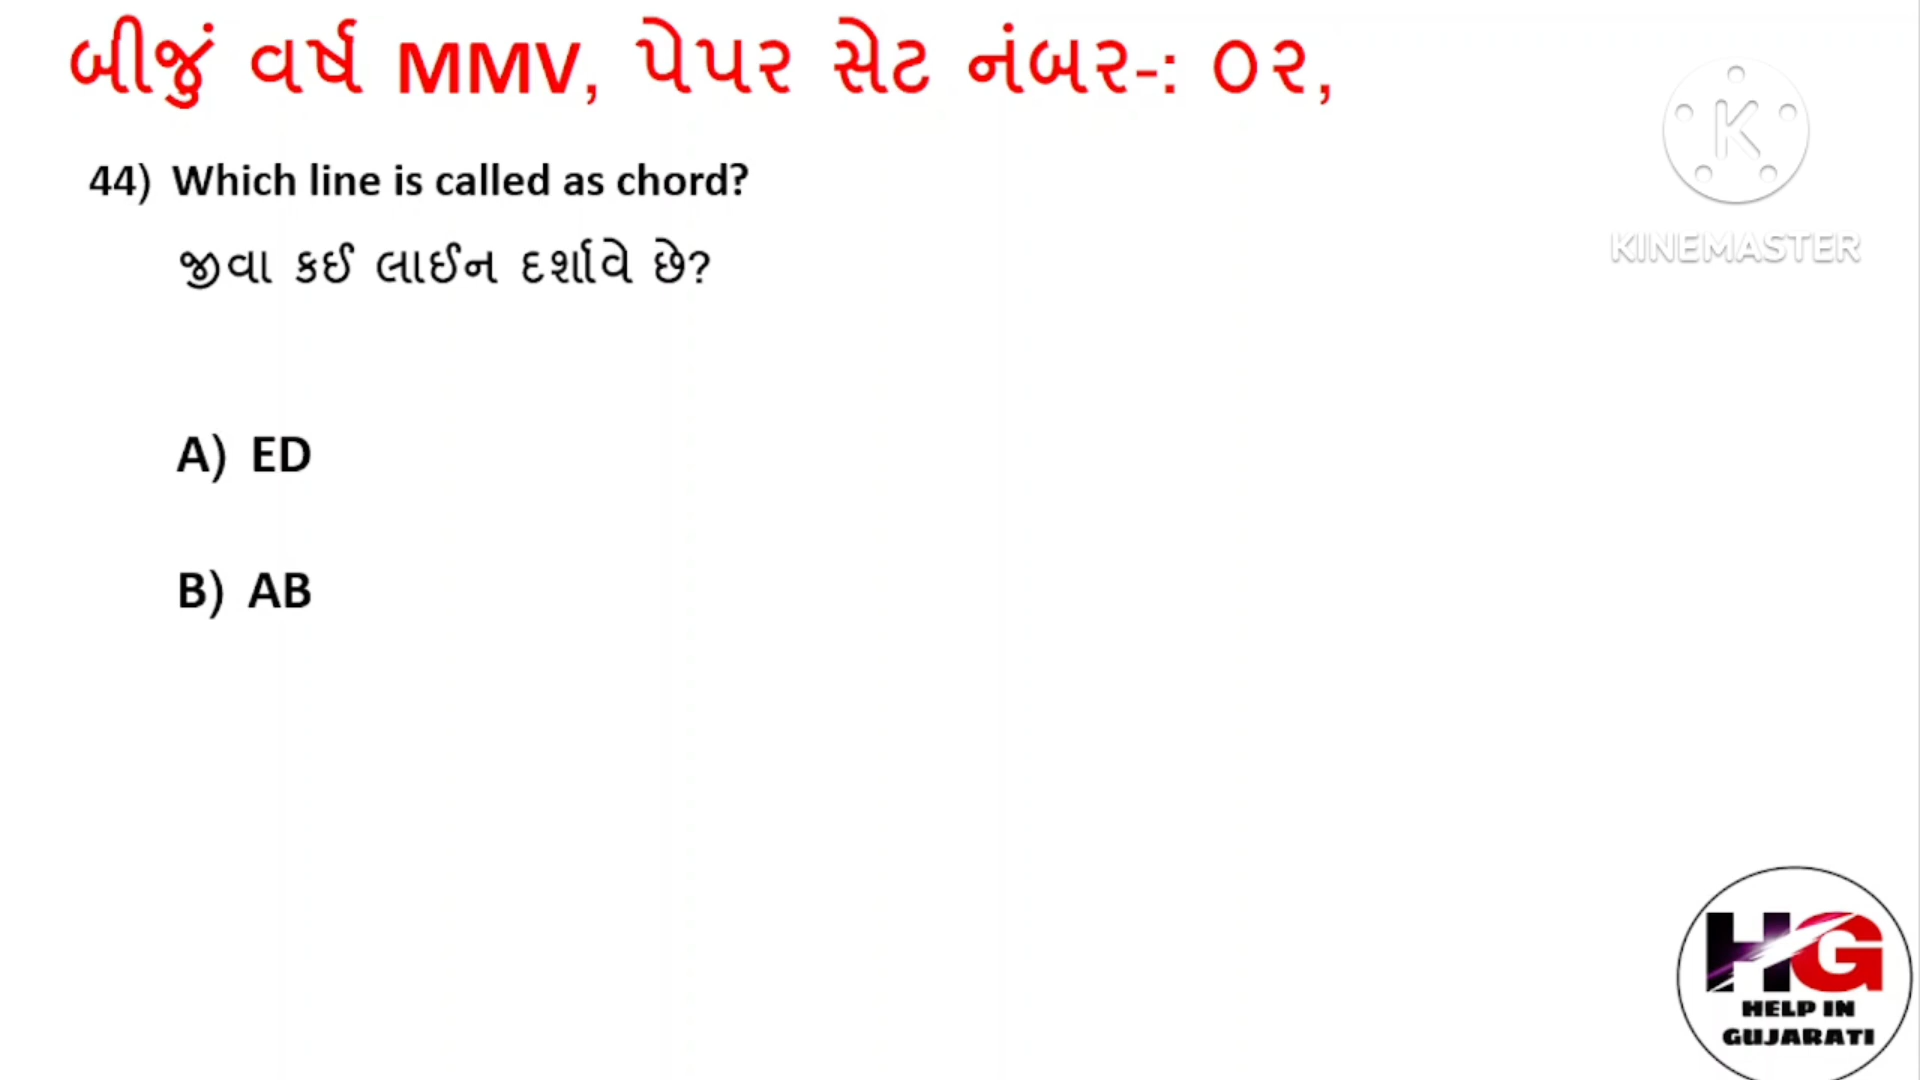 બીજું વર્ષ MMV, પેપર સેટ નંબર-: ૦૨,
44) Which line is called as chord?
જીવા કઈ લાઈન દર્શાવે છે?
A) ED
B) AB
K
KINEMASTER
HG
HELP IN
GUJARATI